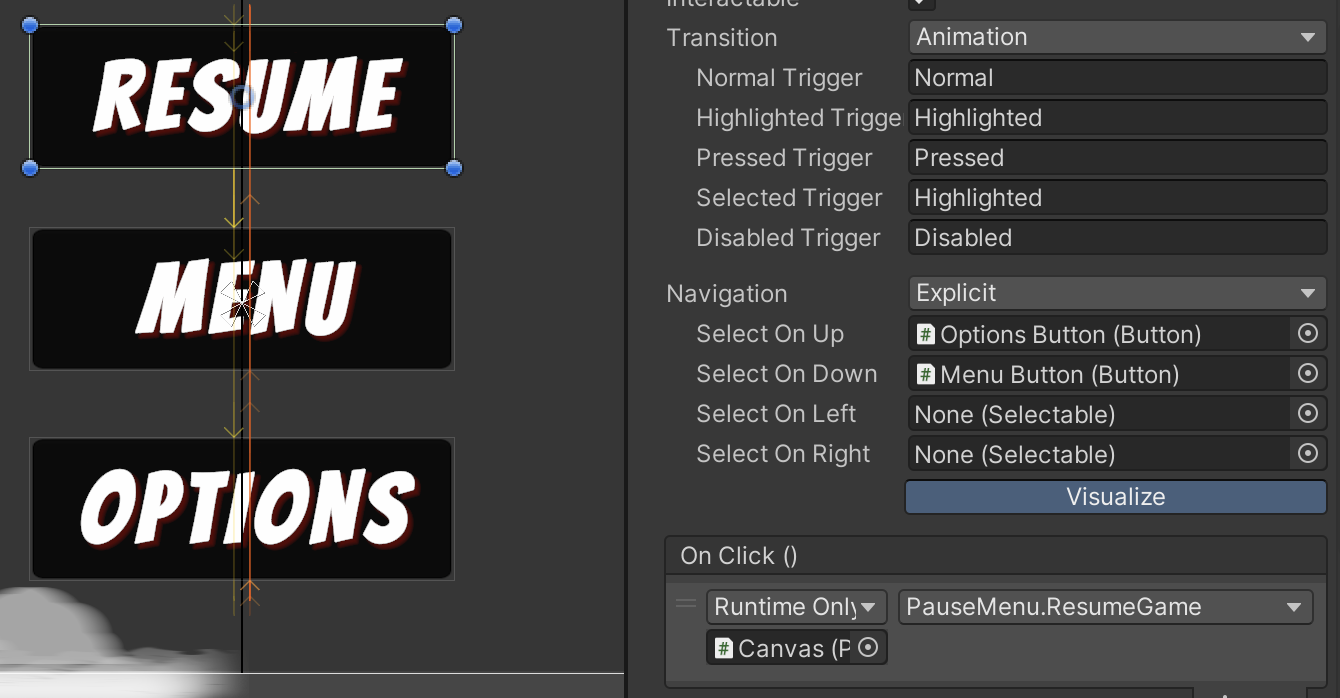 RESUME
MENU
OPTIONS
Interactable
Transition Animation
Normal Trigger Normal
Highlighted Trigge Highlighted
Pressed Trigger Pressed
Selected Trigger Highlighted
Disabled Trigger Disabled
Navigation Explicit
Select On Up # Options Button (Button)
Select On Down # Menu Button (Button)
Select On Left None (Selectable)
Select On Right None (Selectable)
Visualize
On Click ()
Runtime Only PauseMenu.ResumeGame
# Canvas (P